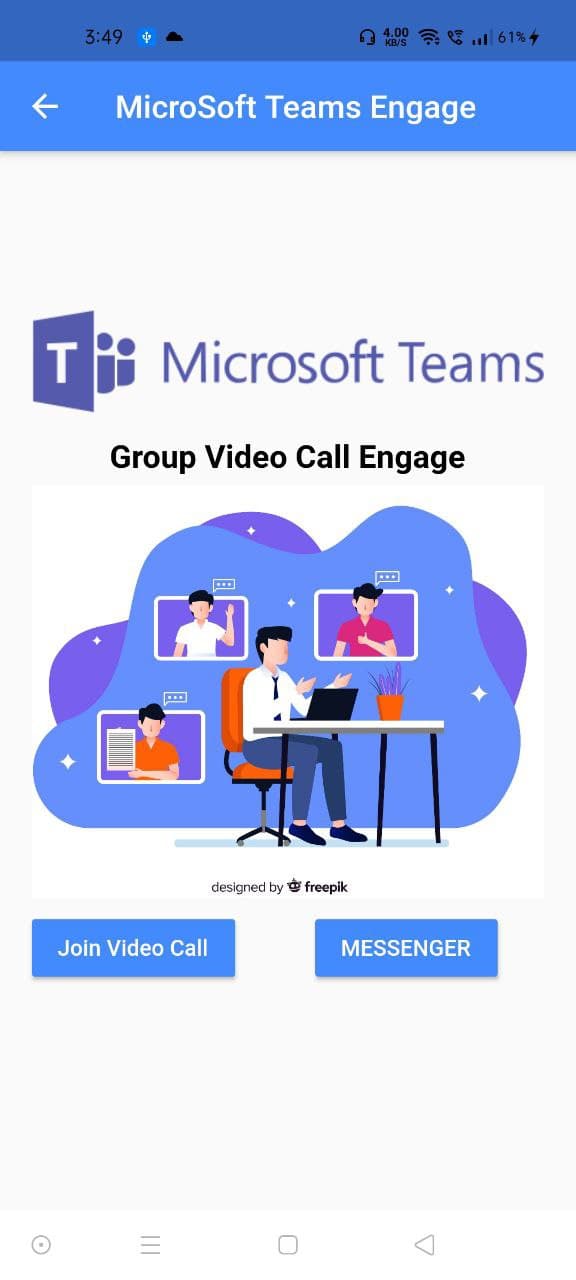 3:49 4.00 KB/S 61%
MicroSoft Teams Engage
T Microsoft Teams
Group Video Call Engage
designed by freepik
Join Video Call MESSENGER